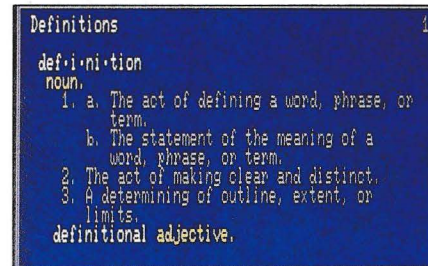 Definitions 1
def·i·ni·tion
noun.
1. a. The act of defining a word, phrase, or
term.
b. The statement of the meaning of a
word, phrase, or term.
2. The act of making clear and distinct.
3. A determining of outline, extent, or
limits.
definitional adjective.